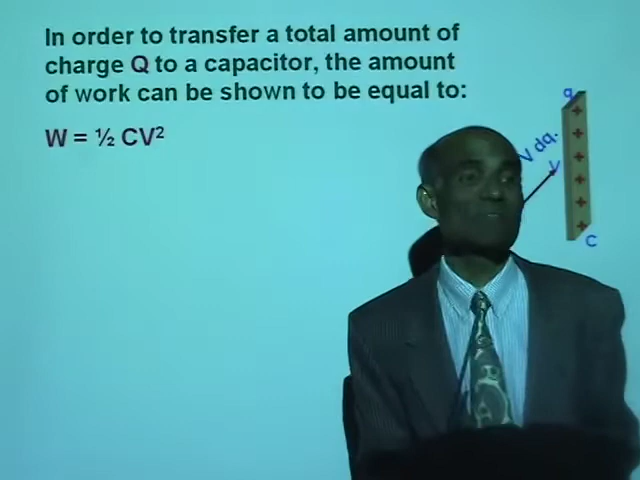 In order to transfer a total amount of
charge Q to a capacitor, the amount
of work can be shown to be equal to:
W = ½ CV²
q
V dq.
V
+
+
+
+
+
+
C